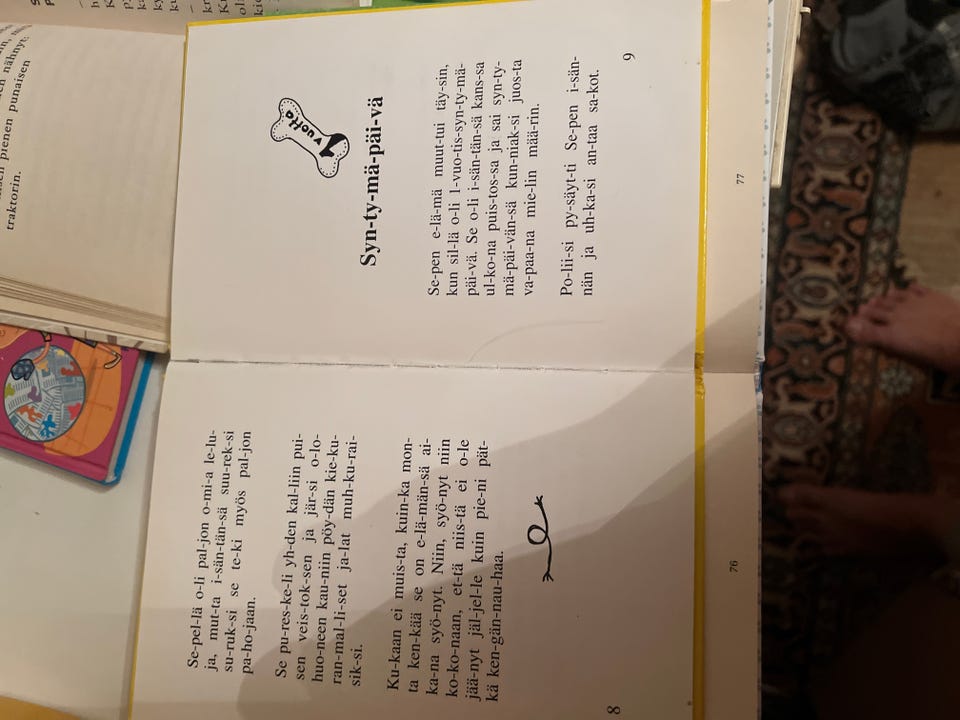 nähnyt.
pienen punaisen
traktorin.
Se-pel-lä o-li pal-jon o-mi-a le-lu-
ja, mut-ta i-sän-tän-sä suu-rek-si
su-ruk-si se te-ki myös pal-jon
pa-ho-jaan.
Se pu-res-ke-li yh-den kal-liin pui-
sen veis-tok-sen ja jär-si o-lo-
huo-neen kau-niin pöy-dän kie-ku-
ran-mal-li-set ja-lat muh-ku-rai-
sik-si.
Ku-kaan ei muis-ta, kuin-ka mon-
ta ken-kää se on e-lä-män-sä ai-
ka-na syö-nyt. Niin, syö-nyt niin
ko-ko-naan, et-tä niis-tä ei o-le
jää-nyt jäl-jel-le kuin pie-ni pät-
kä ken-gän-nau-haa.
8
1 vuotta
Syn-ty-mä-päi-vä
Se-pen e-lä-mä muut-tui täy-sin,
kun sil-lä o-li 1-vuo-tis-syn-ty-mä-
päi-vä. Se o-li i-sän-tän-sä kans-sa
ul-ko-na puis-tos-sa ja sai syn-ty-
mä-päi-vän-sä kun-niak-si juos-ta
va-paa-na mie-lin mää-rin.
Po-lii-si py-säyt-ti Se-pen i-sän-
nän ja uh-ka-si an-taa sa-kot.
9
76
77